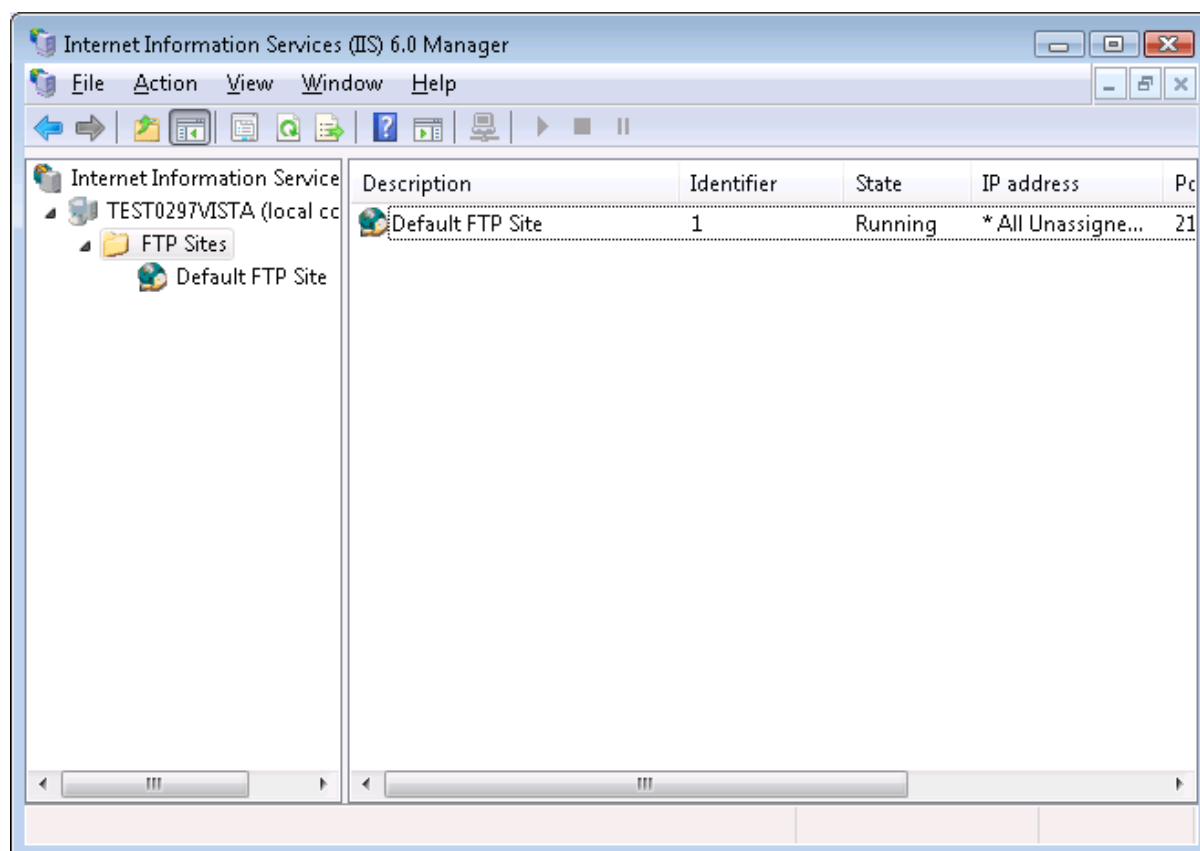 Internet Information Services (IIS) 6.0 Manager
File Action View Window Help
Internet Information Service
TEST0297VISTA (local cc
FTP Sites
Default FTP Site
Description Identifier State IP address Po
Default FTP Site 1 Running * All Unassigne... 21